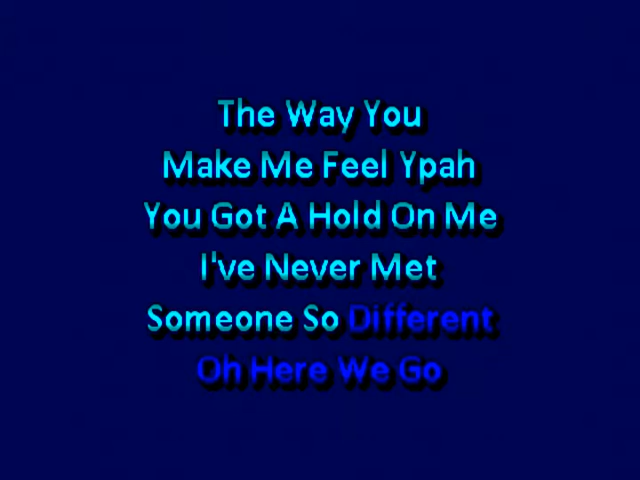 The Way You
Make Me Feel Ypah
You Got A Hold On Me
I've Never Met
Someone So Different
Oh Here We Go